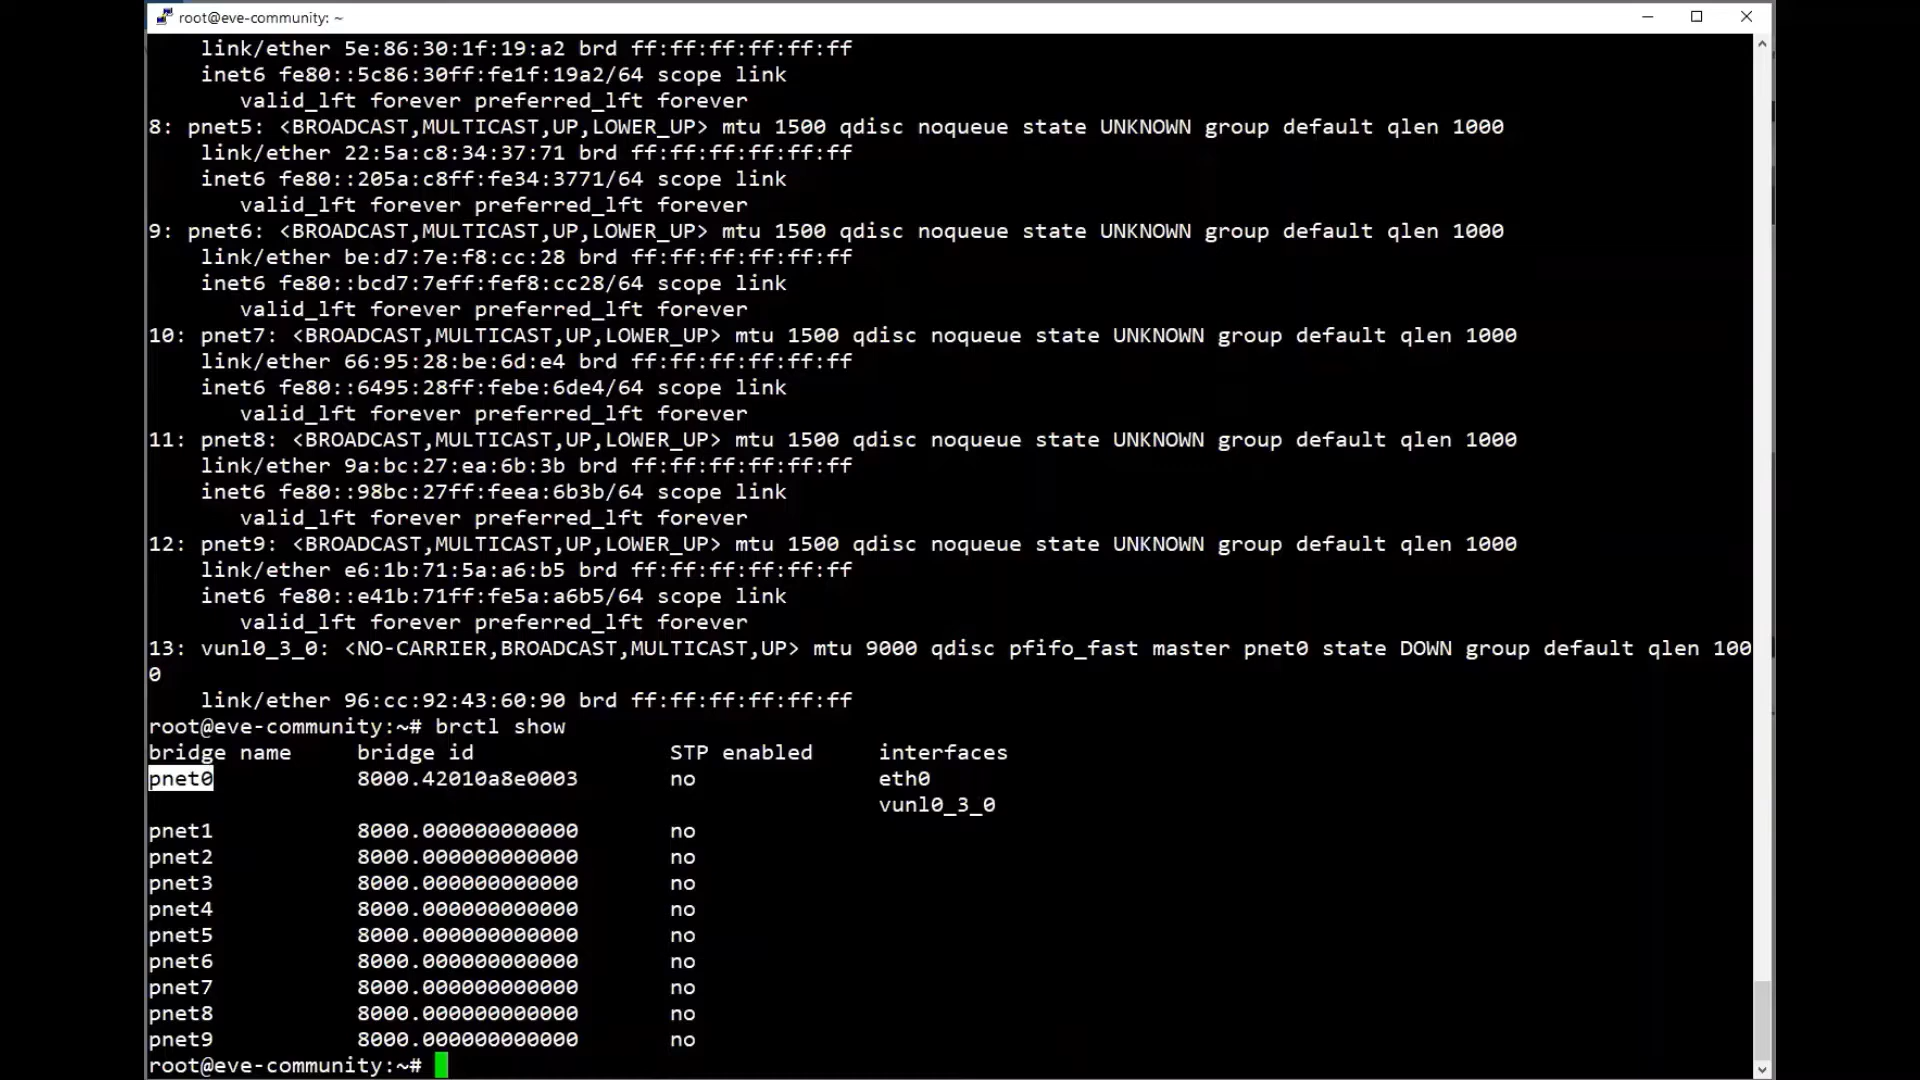 root@eve-community: ~
link/ether 5e:86:30:1f:19:a2 brd ff:ff:ff:ff:ff:ff
inet6 fe80::5c86:30ff:fe1f:19a2/64 scope link
valid_lft forever preferred_lft forever
8: pnet5: <BROADCAST,MULTICAST,UP,LOWER_UP> mtu 1500 qdisc noqueue state UNKNOWN group default qlen 1000
link/ether 22:5a:c8:34:37:71 brd ff:ff:ff:ff:ff:ff
inet6 fe80::205a:c8ff:fe34:3771/64 scope link
valid_lft forever preferred_lft forever
9: pnet6: <BROADCAST,MULTICAST,UP,LOWER_UP> mtu 1500 qdisc noqueue state UNKNOWN group default qlen 1000
link/ether be:d7:7e:f8:cc:28 brd ff:ff:ff:ff:ff:ff
inet6 fe80::bcd7:7eff:fef8:cc28/64 scope link
valid_lft forever preferred_lft forever
10: pnet7: <BROADCAST,MULTICAST,UP,LOWER_UP> mtu 1500 qdisc noqueue state UNKNOWN group default qlen 1000
link/ether 66:95:28:be:6d:e4 brd ff:ff:ff:ff:ff:ff
inet6 fe80::6495:28ff:febe:6de4/64 scope link
valid_lft forever preferred_lft forever
11: pnet8: <BROADCAST,MULTICAST,UP,LOWER_UP> mtu 1500 qdisc noqueue state UNKNOWN group default qlen 1000
link/ether 9a:bc:27:ea:6b:3b brd ff:ff:ff:ff:ff:ff
inet6 fe80::98bc:27ff:feea:6b3b/64 scope link
valid_lft forever preferred_lft forever
12: pnet9: <BROADCAST,MULTICAST,UP,LOWER_UP> mtu 1500 qdisc noqueue state UNKNOWN group default qlen 1000
link/ether e6:1b:71:5a:a6:b5 brd ff:ff:ff:ff:ff:ff
inet6 fe80::e41b:71ff:fe5a:a6b5/64 scope link
valid_lft forever preferred_lft forever
13: vunl0_3_0: <NO-CARRIER,BROADCAST,MULTICAST,UP> mtu 9000 qdisc pfifo_fast master pnet0 state DOWN group default qlen 100
0
link/ether 96:cc:92:43:60:90 brd ff:ff:ff:ff:ff:ff
root@eve-community:~# brctl show
bridge name bridge id STP enabled interfaces
pnet0 8000.42010a8e0003 no eth0
vunl0_3_0
pnet1 8000.000000000000 no
pnet2 8000.000000000000 no
pnet3 8000.000000000000 no
pnet4 8000.000000000000 no
pnet5 8000.000000000000 no
pnet6 8000.000000000000 no
pnet7 8000.000000000000 no
pnet8 8000.000000000000 no
pnet9 8000.000000000000 no
root@eve-community:~#